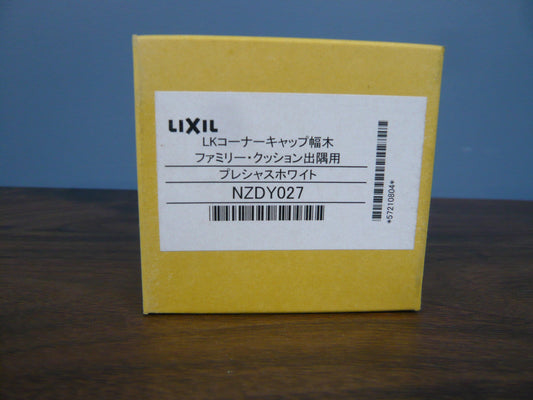 LIXIL
LKコーナーキャップ幅木
ファミリー・クッション出隅用
プレシャスホワイト
NZDY027
*57210804*